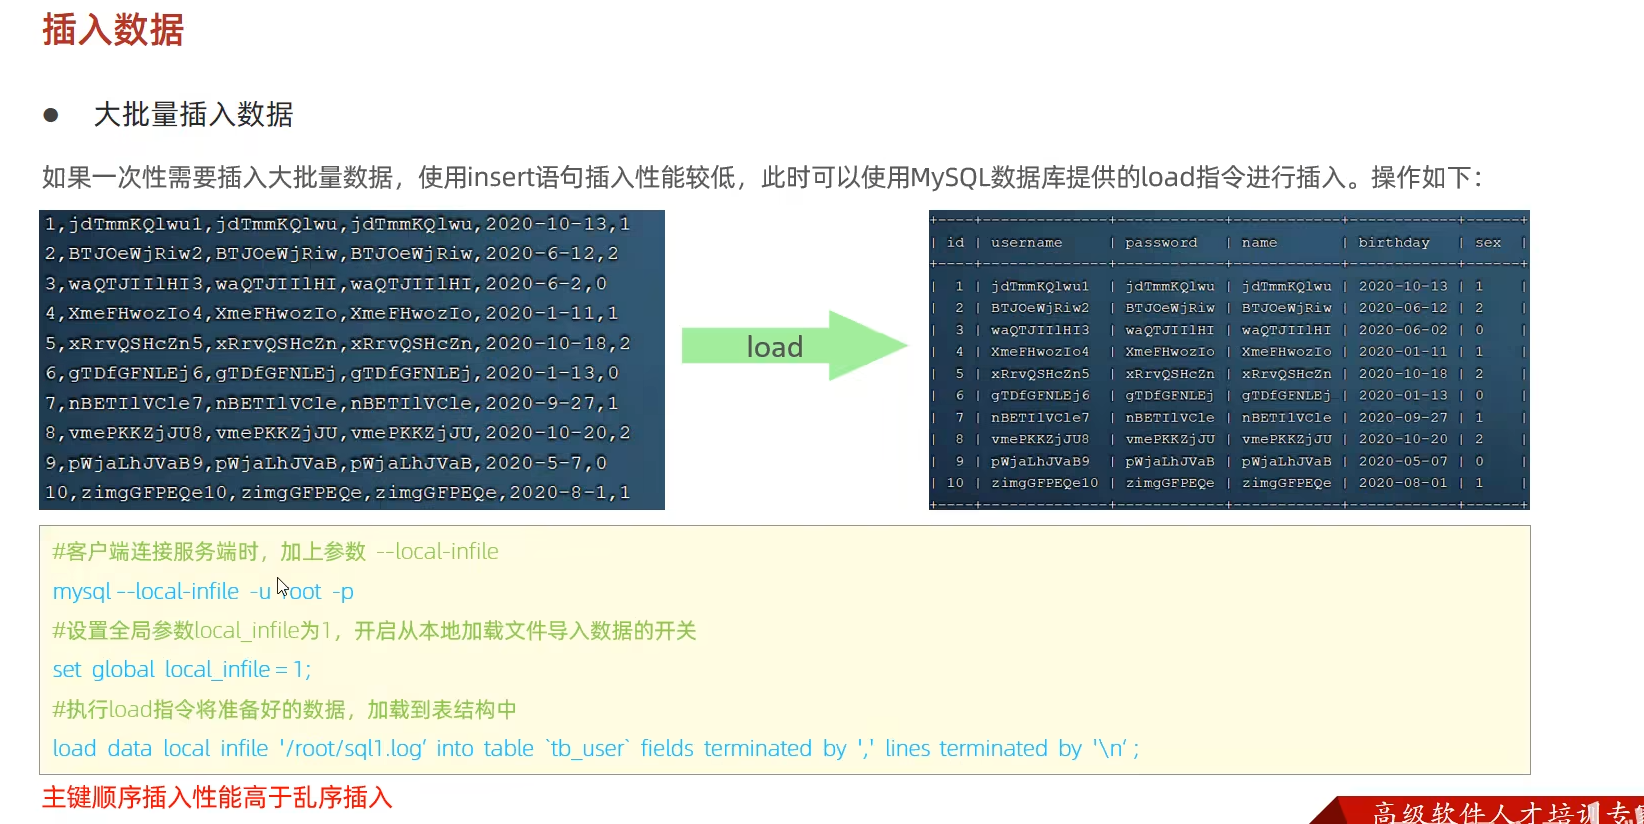 插入数据
● 大批量插入数据
如果一次性需要插入大批量数据，使用insert语句插入性能较低，此时可以使用MySQL数据库提供的load指令进行插入。操作如下：
1,jdTmmKQlwu1,jdTmmKQlwu,jdTmmKQlwu,2020-10-13,1
2,BTJOeWjRiw2,BTJOeWjRiw,BTJOeWjRiw,2020-6-12,2
3,waQTJIIlHI3,waQTJIIlHI,waQTJIIlHI,2020-6-2,0
4,XmeFHwozIo4,XmeFHwozIo,XmeFHwozIo,2020-1-11,1
5,xRrvQSHcZn5,xRrvQSHcZn,xRrvQSHcZn,2020-10-18,2
6,gTDfGFNLEj6,gTDfGFNLEj,gTDfGFNLEj,2020-1-13,0
7,nBETIlVCle7,nBETIlVCle,nBETIlVCle,2020-9-27,1
8,vmePKKZjJU8,vmePKKZjJU,vmePKKZjJU,2020-10-20,2
9,pWjaLhJVaB9,pWjaLhJVaB,pWjaLhJVaB,2020-5-7,0
10,zimgGFPEQe10,zimgGFPEQe,zimgGFPEQe,2020-8-1,1
load
| id | username | password | name | birthday | sex |
| 1 | jdTmmKQlwu1 | jdTmmKQlwu | jdTmmKQlwu | 2020-10-13 | 1 |
| 2 | BTJOeWjRiw2 | BTJOeWjRiw | BTJOeWjRiw | 2020-06-12 | 2 |
| 3 | waQTJIIlHI3 | waQTJIIlHI | waQTJIIlHI | 2020-06-02 | 0 |
| 4 | XmeFHwozIo4 | XmeFHwozIo | XmeFHwozIo | 2020-01-11 | 1 |
| 5 | xRrvQSHcZn5 | xRrvQSHcZn | xRrvQSHcZn | 2020-10-18 | 2 |
| 6 | gTDfGFNLEj6 | gTDfGFNLEj | gTDfGFNLEj | 2020-01-13 | 0 |
| 7 | nBETIlVCle7 | nBETIlVCle | nBETIlVCle | 2020-09-27 | 1 |
| 8 | vmePKKZjJU8 | vmePKKZjJU | vmePKKZjJU | 2020-10-20 | 2 |
| 9 | pWjaLhJVaB9 | pWjaLhJVaB | pWjaLhJVaB | 2020-05-07 | 0 |
| 10 | zimgGFPEQe10 | zimgGFPEQe | zimgGFPEQe | 2020-08-01 | 1 |
#客户端连接服务端时，加上参数 --local-infile
mysql --local-infile -u root -p
#设置全局参数local_infile为1，开启从本地加载文件导入数据的开关
set global local_infile = 1;
#执行load指令将准备好的数据，加载到表结构中
load data local infile '/root/sql1.log’ into table `tb_user` fields terminated by ',' lines terminated by '\n’ ;
主键顺序插入性能高于乱序插入
高级软件人才培训专